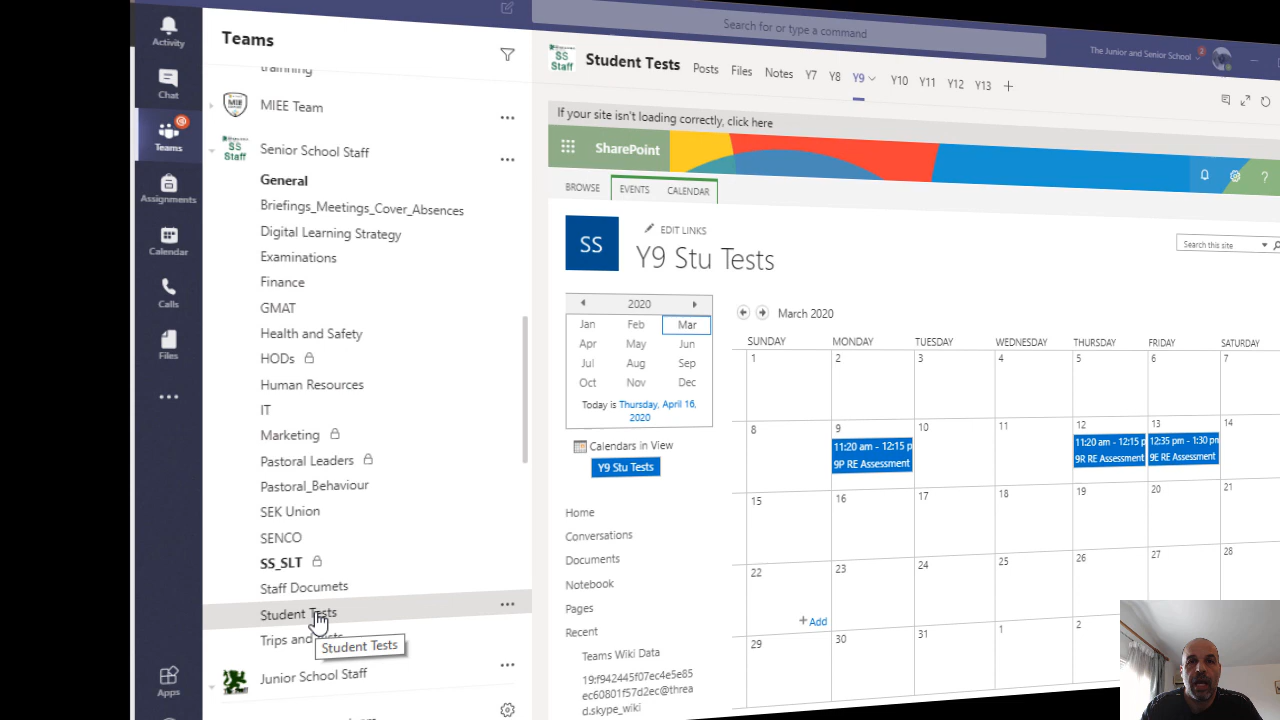 Search for or type a command
The Junior and Senior School
2
Activity
Chat
Teams
Assignments
Calendar
Calls
Files
Apps
Teams
MIEE Team
SS
Staff
Senior School Staff
General
Briefings_Meetings_Cover_Absences
Digital Learning Strategy
Examinations
Finance
GMAT
Health and Safety
HODs
Human Resources
IT
Marketing
Pastoral Leaders
Pastoral_Behaviour
SEK Union
SENCO
SS_SLT
Staff Documets
Student Tests
Trips and
Student Tests
Junior School Staff
SS
Staff
Student Tests Posts Files Notes Y7 Y8 Y9 Y10 Y11 Y12 Y13
If your site isn't loading correctly, click here
SharePoint
?
BROWSE EVENTS CALENDAR
SS
EDIT LINKS
Y9 Stu Tests
Search this site
2020
Jan Feb Mar
Apr May Jun
Jul Aug Sep
Oct Nov Dec
Today is Thursday, April 16,
2020
Calendars in View
Y9 Stu Tests
Home
Conversations
Documents
Notebook
Pages
Recent
Teams Wiki Data
19:f942445f07ec4e5e85
ec60801f57d2ec@threa
d.skype_wiki
March 2020
SUNDAY MONDAY TUESDAY WEDNESDAY THURSDAY FRIDAY SATURDAY
1 2 3 4 5 6 7
8 9 10 11 12 13 14
11:20 am - 12:15 p 11:20 am - 12:15 p 12:35 pm - 1:30 pm
9P RE Assessment 9R RE Assessment 9E RE Assessment
15 16 17 18 19 20 21
22 23 24 25 26 27 28
Add
29 30 31 1 2